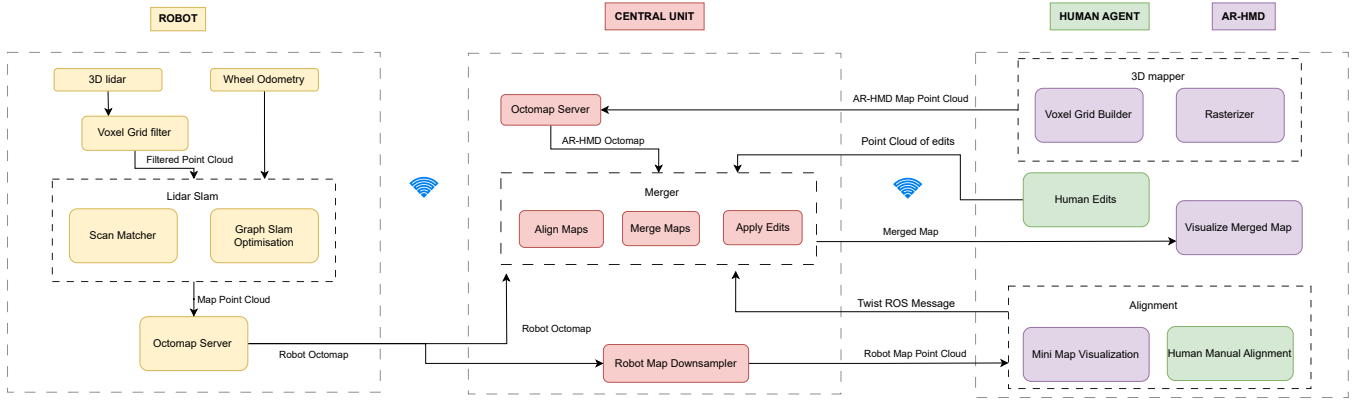 ROBOT
CENTRAL UNIT
HUMAN AGENT
AR-HMD
3D lidar
Wheel Odometry
Voxel Grid filter
Filtered Point Cloud
Lidar Slam
Scan Matcher
Graph Slam
Optimisation
Map Point Cloud
Octomap Server
Robot Octomap
Octomap Server
AR-HMD Octomap
Merger
Align Maps
Merge Maps
Apply Edits
Robot Octomap
Robot Map Downsampler
AR-HMD Map Point Cloud
Point Cloud of edits
Merged Map
Twist ROS Message
Robot Map Point Cloud
3D mapper
Voxel Grid Builder
Rasterizer
Human Edits
Visualize Merged Map
Alignment
Mini Map Visualization
Human Manual Alignment